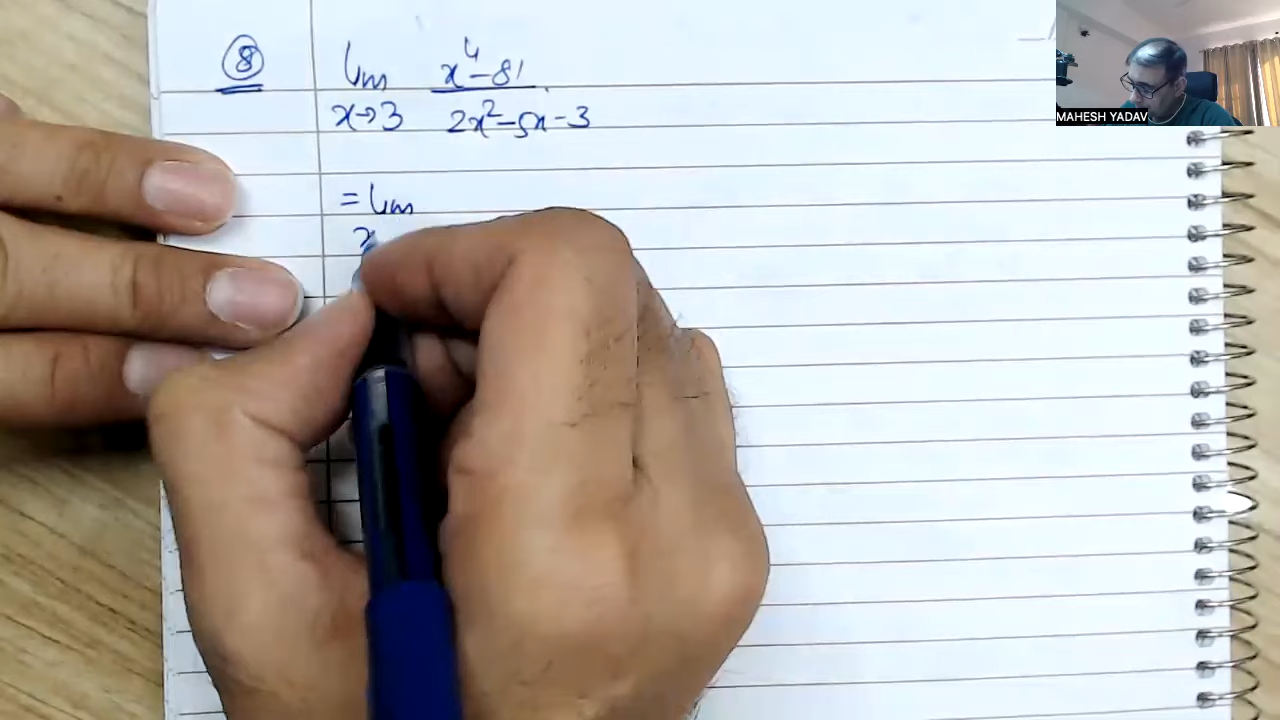 ⑧ lim x⁴-81
x→3 2x²-5x-3
= lim
x
MAHESH YADAV